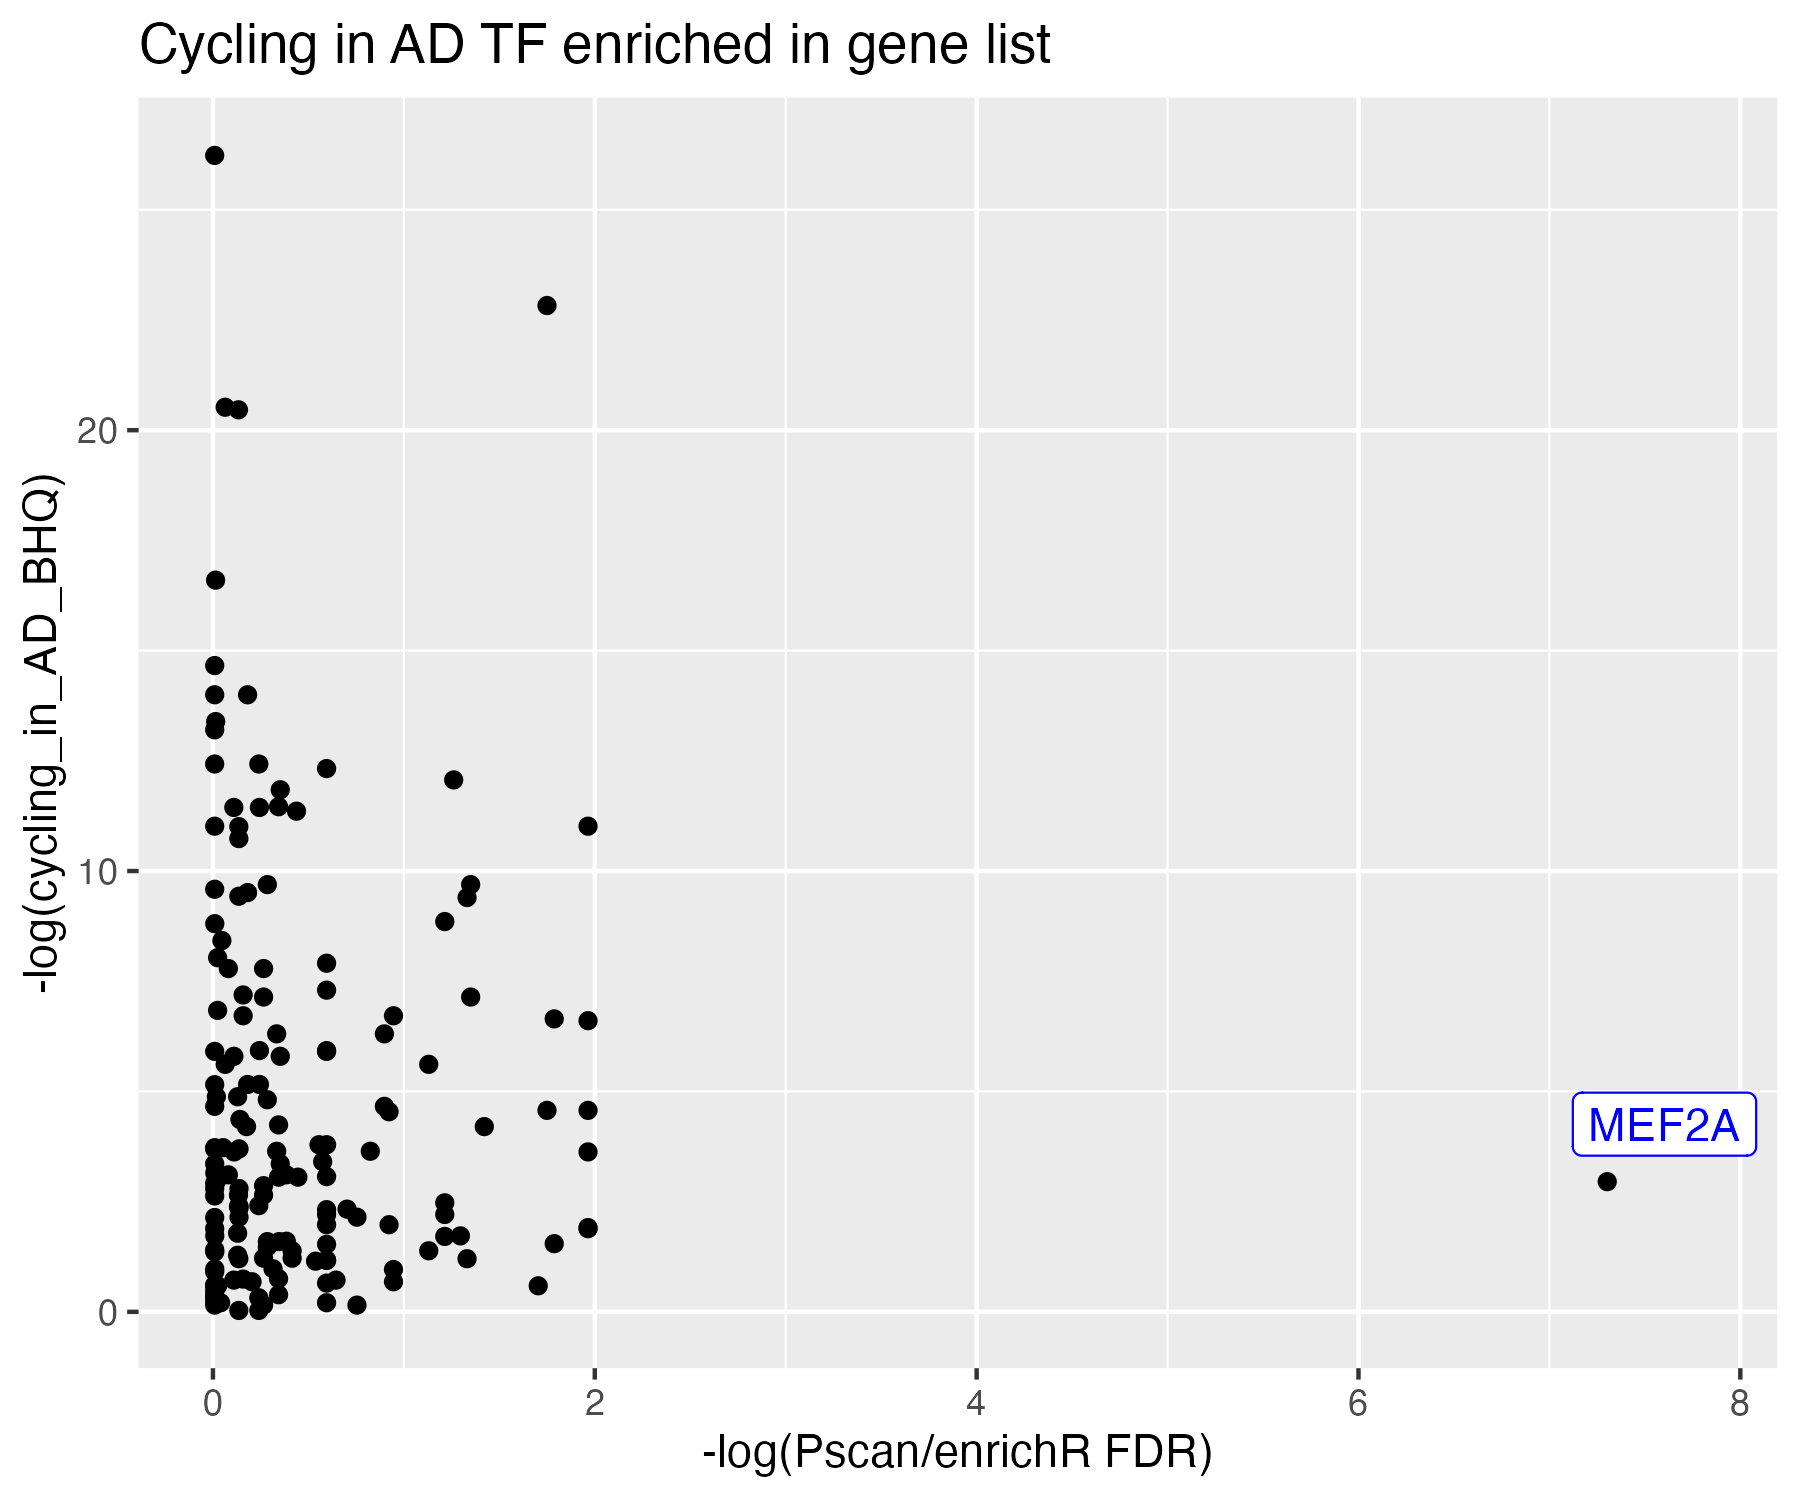 Cycling in AD TF enriched in gene list
-log(cycling_in_AD_BHQ)
20
10
0
MEF2A
0 2 4 6 8
-log(Pscan/enrichR FDR)